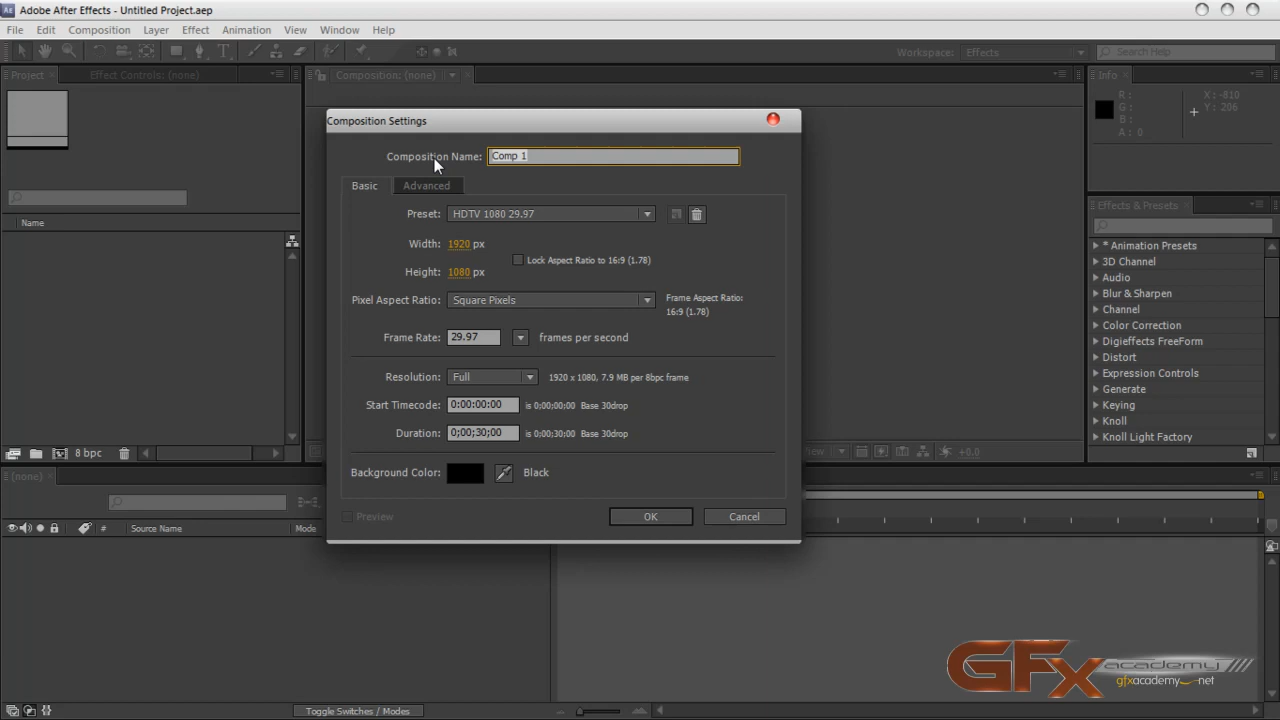 Adobe After Effects - Untitled Project.aep
File Edit Composition Layer Effect Animation View Window Help
Workspace: Effects Search Help
Project Effect Controls: (none) Composition: (none) Info
R : X : -810
G : Y : 206
B :
A : 0
Composition Settings
Composition Name: Comp 1
Basic Advanced
Preset: HDTV 1080 29.97
Width: 1920 px
Lock Aspect Ratio to 16:9 (1.78)
Height: 1080 px
Pixel Aspect Ratio: Square Pixels Frame Aspect Ratio:
16:9 (1.78)
Frame Rate: 29.97 frames per second
Resolution: Full 1920 x 1080, 7.9 MB per 8bpc frame
Start Timecode: 0:00:00:00 is 0;00;00;00 Base 30drop
Duration: 0;00;30;00 is 0;00;30;00 Base 30drop
Background Color: Black
Preview OK Cancel
Name
8 bpc
Effects & Presets
* Animation Presets
3D Channel
Audio
Blur & Sharpen
Channel
Color Correction
Digieffects FreeForm
Distort
Expression Controls
Generate
Keying
Knoll
Knoll Light Factory
View +0.0
(none)
# Source Name Mode
Toggle Switches / Modes
GFx academy
gfxacademy net